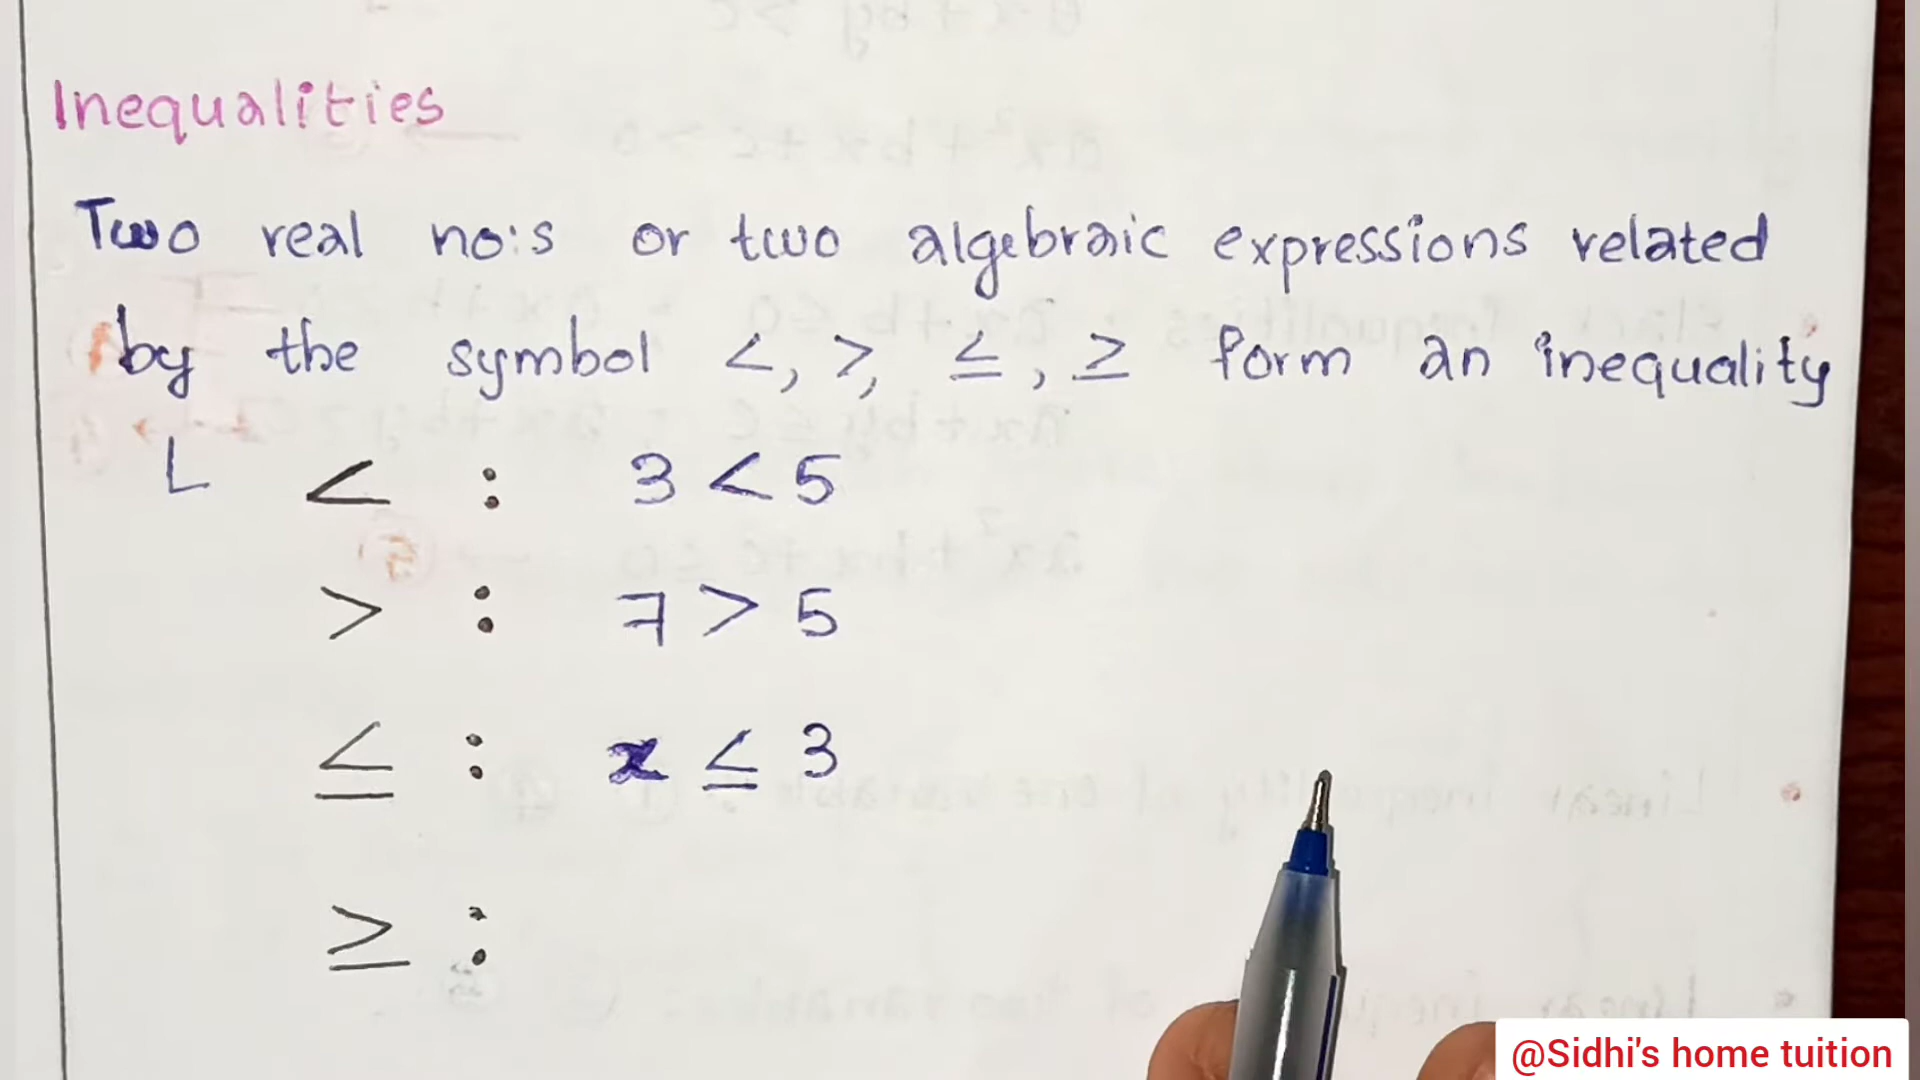 Inequalities
Two real no:s or two algebraic expressions related
by the symbol <, >, ≤, ≥ form an inequality
L < : 3 < 5
> : 7 > 5
≤ : x ≤ 3
≥ :
@Sidhi's home tuition